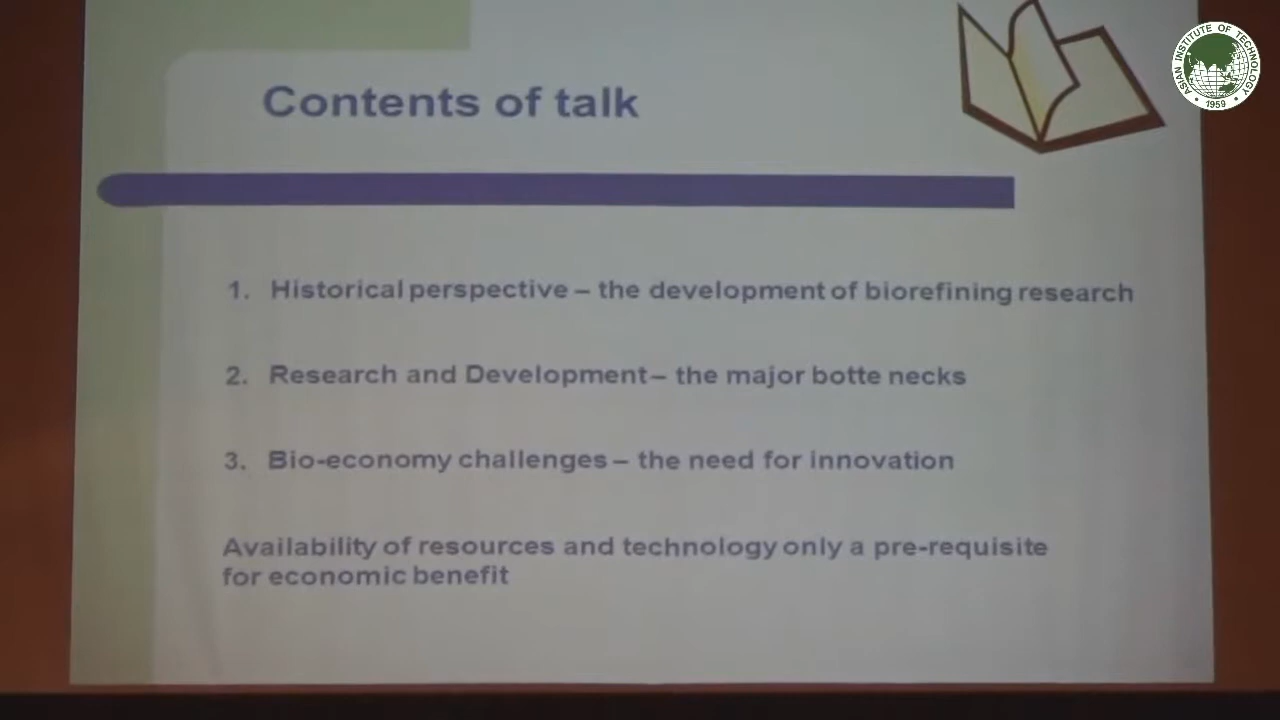 Contents of talk
ASIAN INSTITUTE OF TECHNOLOGY
1959
1. Historical perspective – the development of biorefining research
2. Research and Development – the major botte necks
3. Bio-economy challenges – the need for innovation
Availability of resources and technology only a pre-requisite
for economic benefit